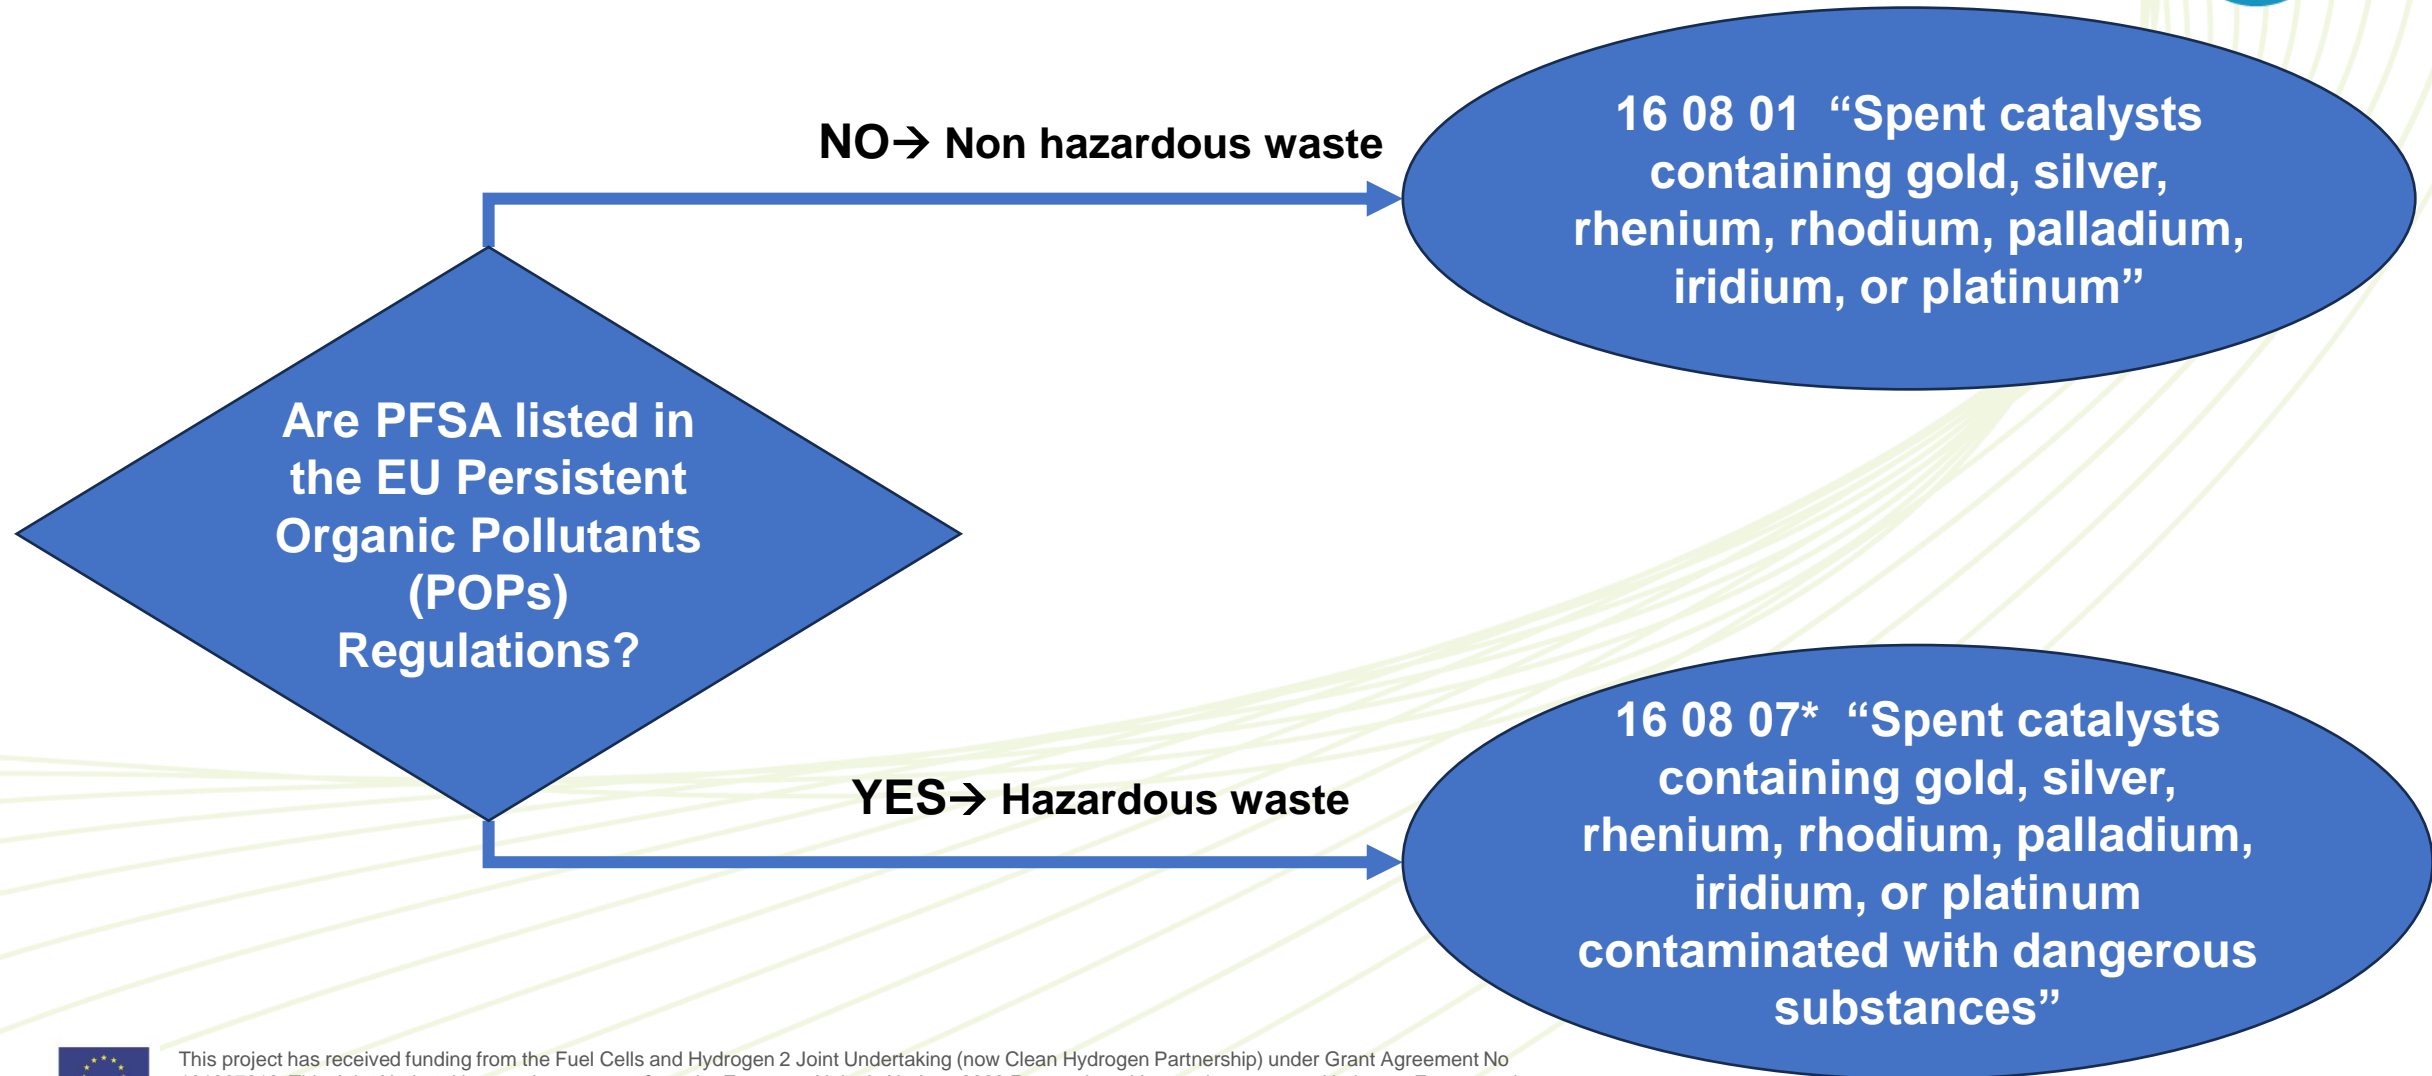 NO→ Non hazardous waste
16 08 01 “Spent catalysts
containing gold, silver,
rhenium, rhodium, palladium,
iridium, or platinum”
Are PFSA listed in
the EU Persistent
Organic Pollutants
(POPs)
Regulations?
YES→ Hazardous waste
16 08 07* “Spent catalysts
containing gold, silver,
rhenium, rhodium, palladium,
iridium, or platinum
contaminated with dangerous
substances”
This project has received funding from the Fuel Cells and Hydrogen 2 Joint Undertaking (now Clean Hydrogen Partnership) under Grant Agreement No